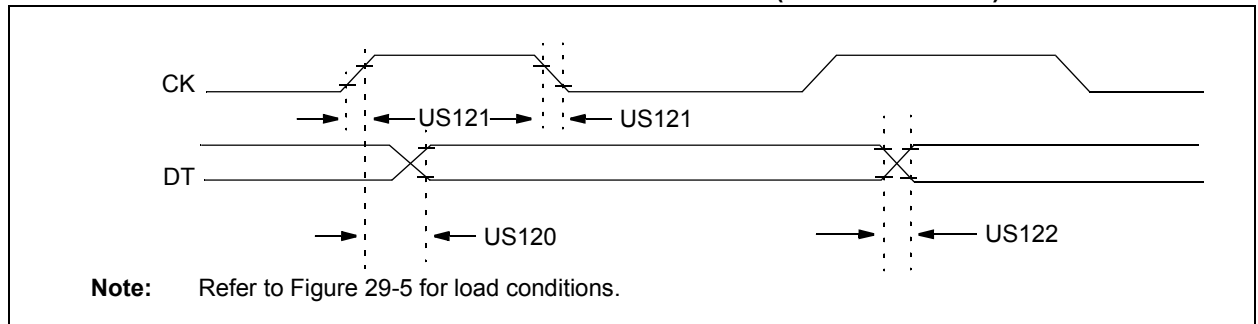 CK
US121
US121
DT
US120
US122
Note: Refer to Figure 29-5 for load conditions.